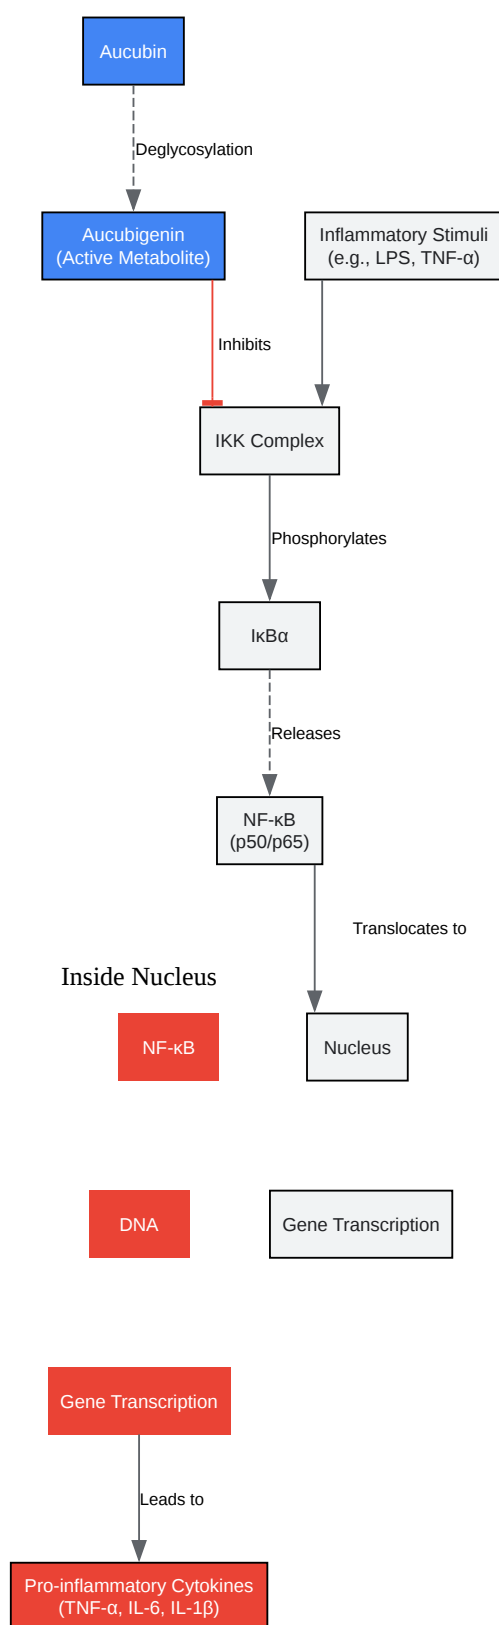 Aucubin
Deglycosylation
Aucubigenin
(Active Metabolite)
Inflammatory Stimuli
(e.g., LPS, TNF-α)
Inhibits
IKK Complex
Phosphorylates
IκBα
Releases
NF-κB
(p50/p65)
Translocates to
Inside Nucleus
NF-κB
Nucleus
DNA
Gene Transcription
Gene Transcription
Leads to
Pro-inflammatory Cytokines
(TNF-α, IL-6, IL-1β)